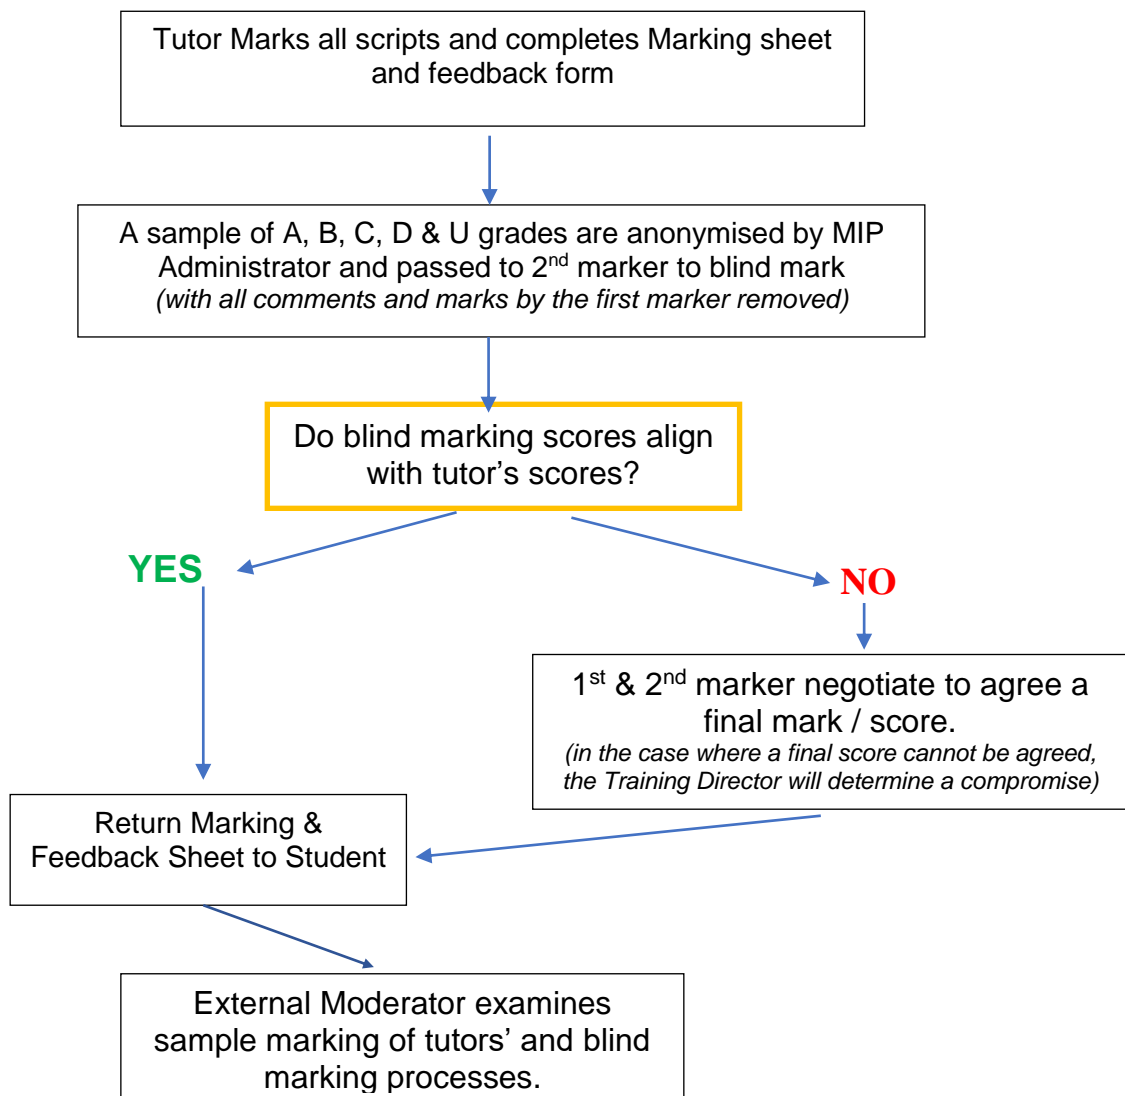 Tutor Marks all scripts and completes Marking sheet
and feedback form
A sample of A, B, C, D & U grades are anonymised by MIP
Administrator and passed to 2nd marker to blind mark
(with all comments and marks by the first marker removed)
Do blind marking scores align
with tutor’s scores?
YES
NO
1st & 2nd marker negotiate to agree a
final mark / score.
(in the case where a final score cannot be agreed,
the Training Director will determine a compromise)
Return Marking &
Feedback Sheet to Student
External Moderator examines
sample marking of tutors’ and blind
marking processes.